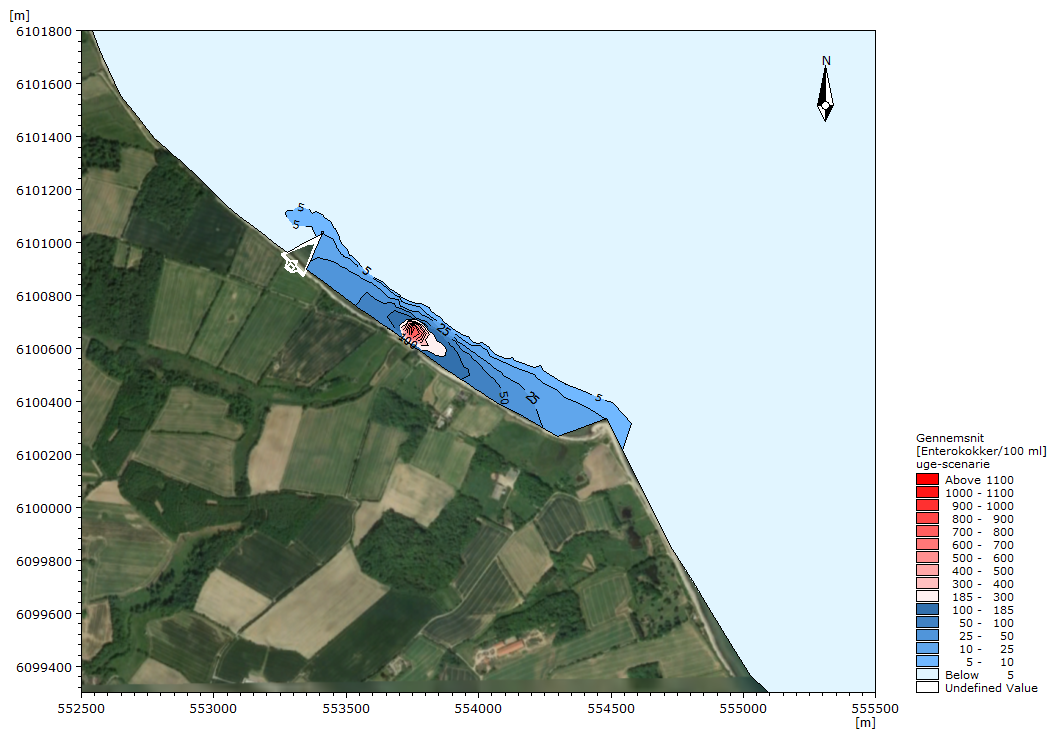 [m]
6101800
6101600
6101400
6101200
6101000
6100800
6100600
6100400
6100200
6100000
6099800
6099600
6099400
552500 553000 553500 554000 554500 555000 555500
[m]
N
5
5
5
25
100
50
25
5
Gennemsnit
[Enterokokker/100 ml]
uge-scenarie
Above 1100
1000 - 1100
900 - 1000
800 - 900
700 - 800
600 - 700
500 - 600
400 - 500
300 - 400
185 - 300
100 - 185
50 - 100
25 - 50
10 - 25
5 - 10
Below 5
Undefined Value